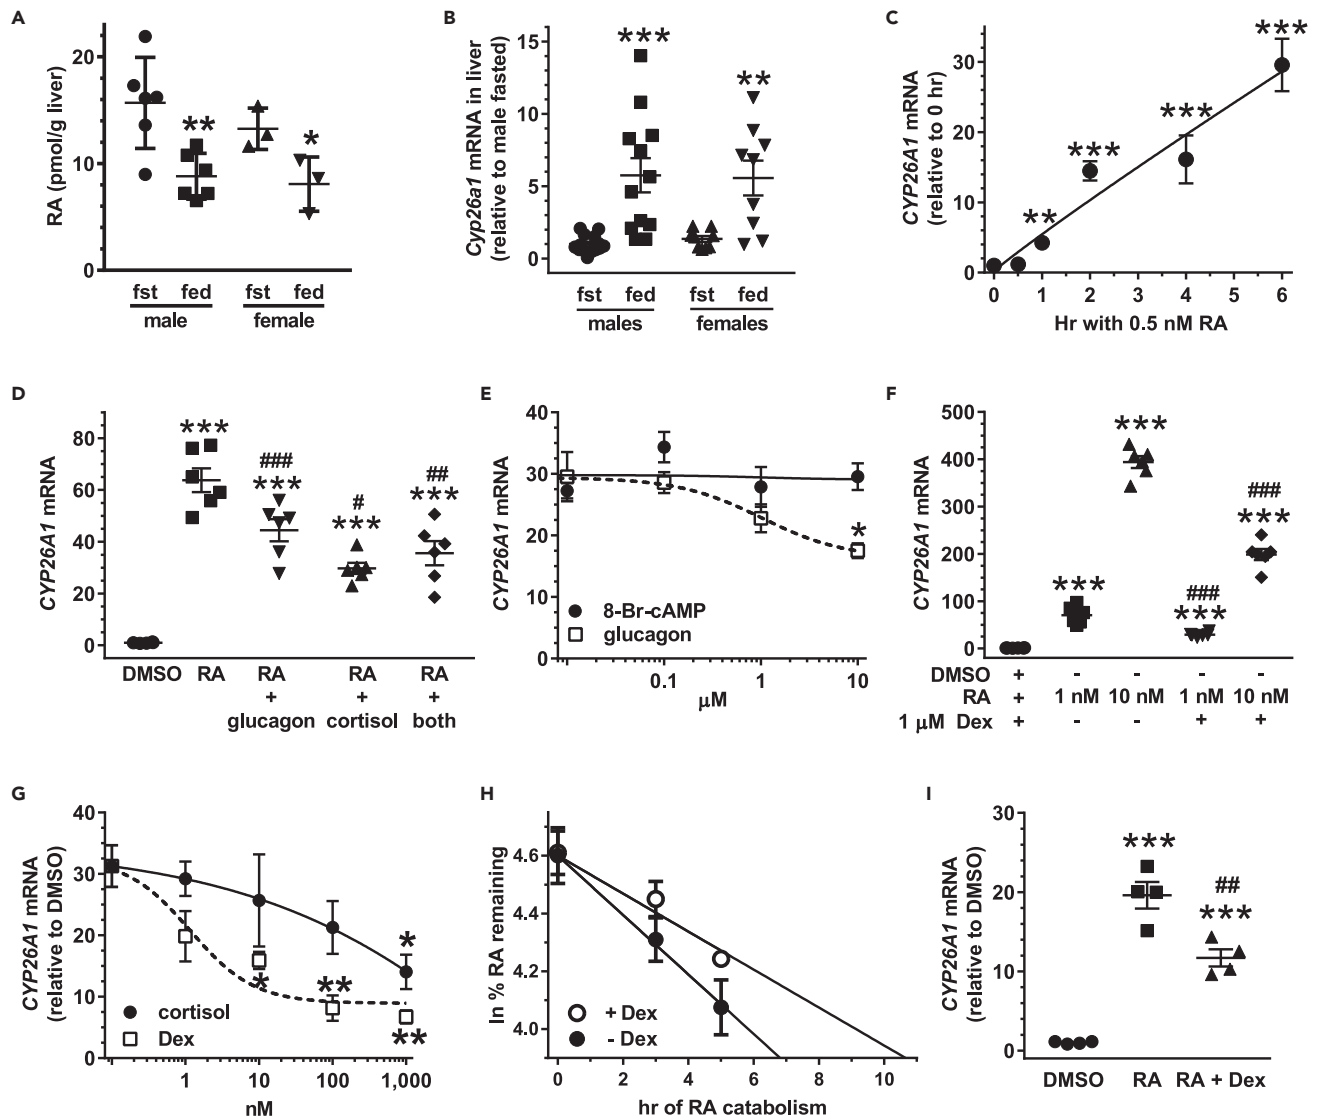 A
RA (pmol/g liver)
20
10
0
fst fed fst fed
male female
** *
B
Cyp26a1 mRNA in liver
(relative to male fasted)
15
10
5
0
*** **
fst fed fst fed
males females
C
CYP26A1 mRNA
(relative to 0 hr)
30
20
10
0
** *** *** ***
0 1 2 3 4 5 6
Hr with 0.5 nM RA
D
CYP26A1 mRNA
80
60
40
20
0
### # ##
*** *** *** ***
DMSO RA RA RA RA
+ + +
glucagon cortisol both
E
CYP26A1 mRNA
40
30
20
10
0
*
8-Br-cAMP
glucagon
0.1 1 10
μM
F
CYP26A1 mRNA
500
400
300
200
100
0
### ###
*** *** *** ***
DMSO + - - - -
RA + 1 nM 10 nM 1 nM 10 nM
1 μM Dex + - - + +
G
CYP26A1 mRNA
(relative to DMSO)
40
30
20
10
0
*
* ** **
cortisol
Dex
1 10 100 1,000
nM
H
ln % RA remaining
4.6
4.4
4.2
4.0
+ Dex
- Dex
0 2 4 6 8 10
hr of RA catabolism
I
CYP26A1 mRNA
(relative to DMSO)
30
20
10
0
##
*** ***
DMSO RA RA + Dex